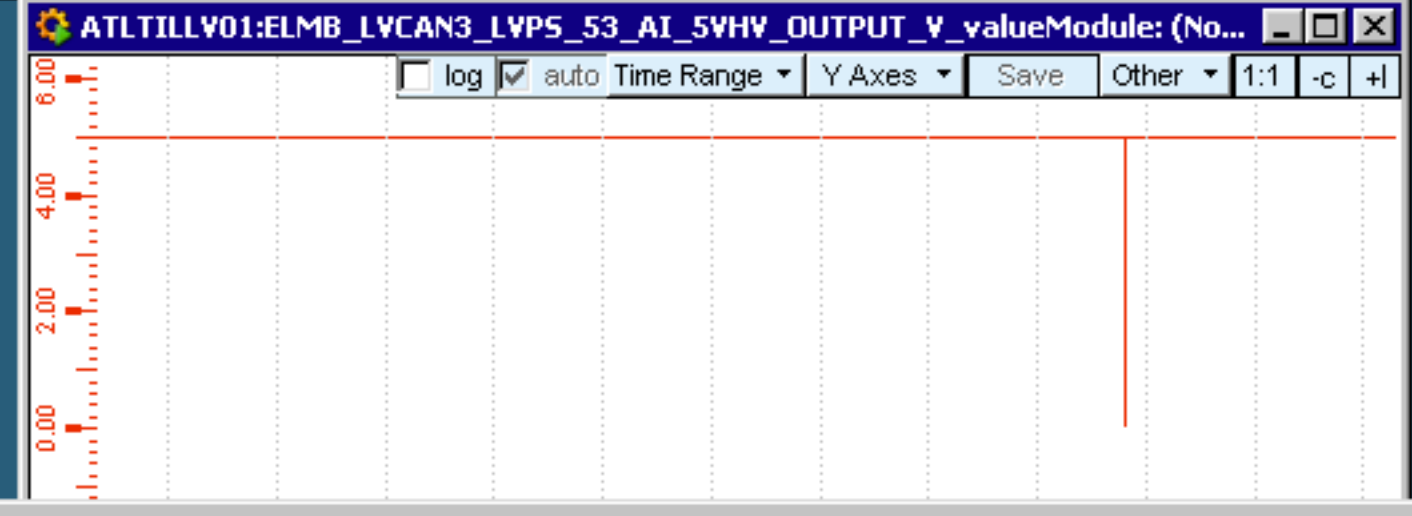 ATLTILLV01:ELMB_LVCAN3_LVPS_53_AI_5VHV_OUTPUT_V_valueModule: (No...
log auto Time Range Y Axes Save Other 1:1 -c +l
6.00
4.00
2.00
0.00